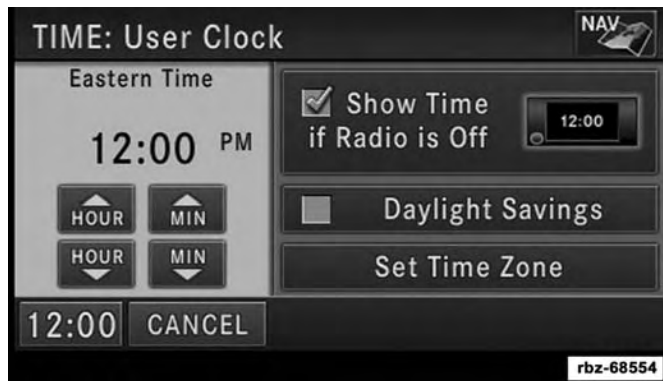 TIME: User Clock
NAV
Eastern Time
12:00 PM
HOUR MIN
HOUR MIN
Show Time
if Radio is Off
12:00
Daylight Savings
Set Time Zone
12:00 CANCEL
rbz-68554